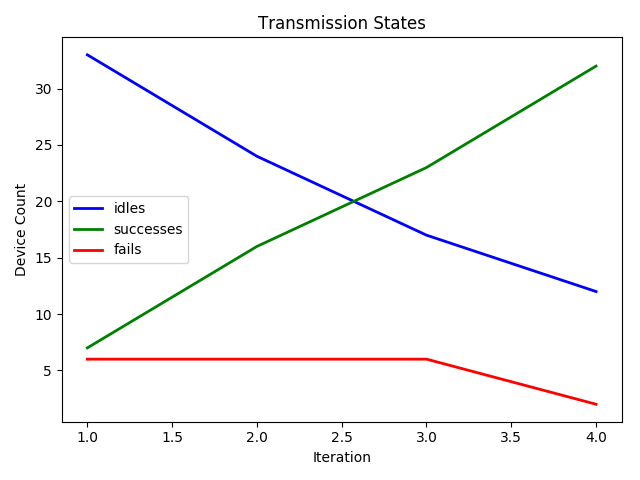 Transmission States
Device Count
30
25
20
15
10
5
idles
successes
fails
1.0 1.5 2.0 2.5 3.0 3.5 4.0
Iteration